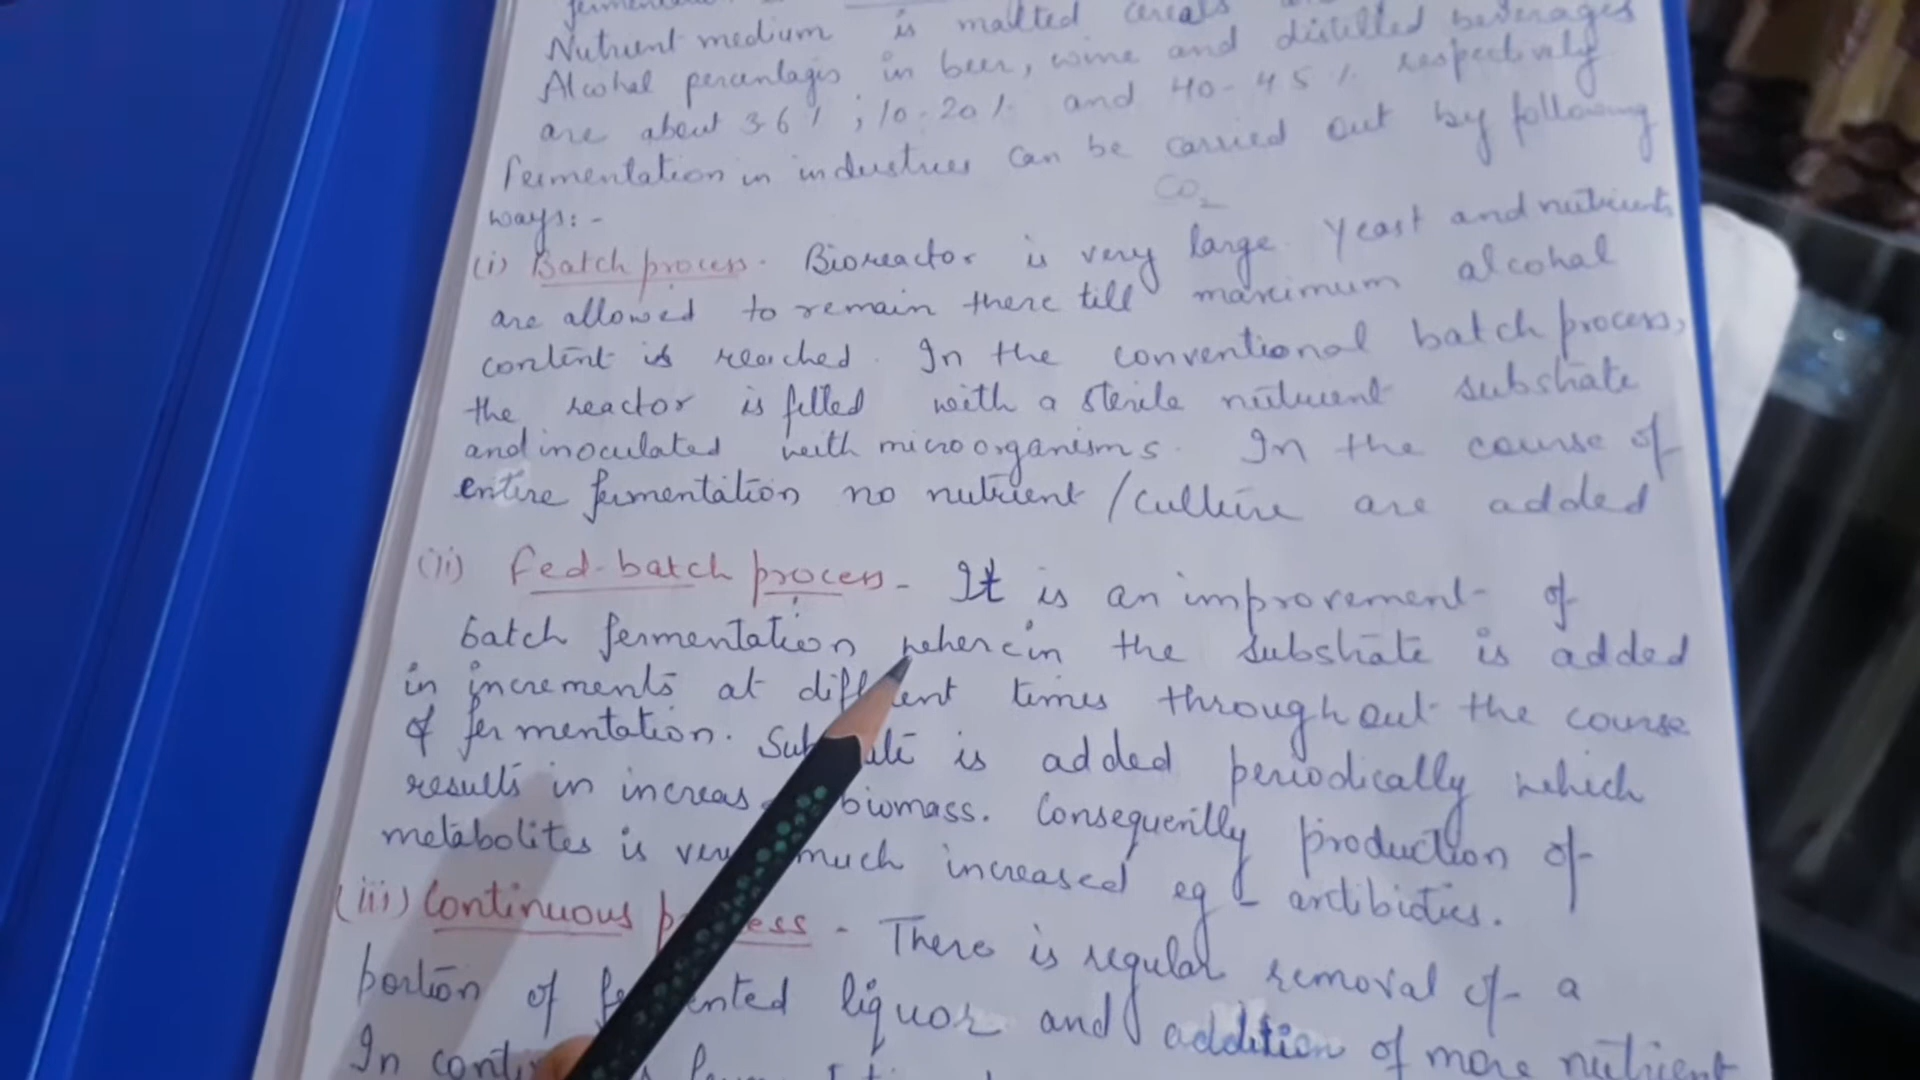 Nutrient medium is malted cereals
Alcohal percentages in beer, wine and distilled beverages
are about 3-6%; 10-20% and 40-45% respectively
Fermentation in industries can be carried out by following
ways:-
CO2
(i) Batch process. Bioreactor is very large. Yeast and nutrients
are allowed to remain there till maximum alcohal
content is reached. In the conventional batch process,
the reactor is filled with a sterile nutrient substrate
and inoculated with microorganisms. In the course of
entire fermentation no nutrient / culture are added
(ii) Fed-batch process - It is an improvement of
batch fermentation wherein the substrate is added
in increments at different times throughout the course
of fermentation. Substrate is added periodically which
results in increas biomass. Consequently production of
metabolites is very much increased eg - antibiotics.
(iii) Continuous process - There is regular removal of a
portion of fermented liquor and addition of more nutrient
In